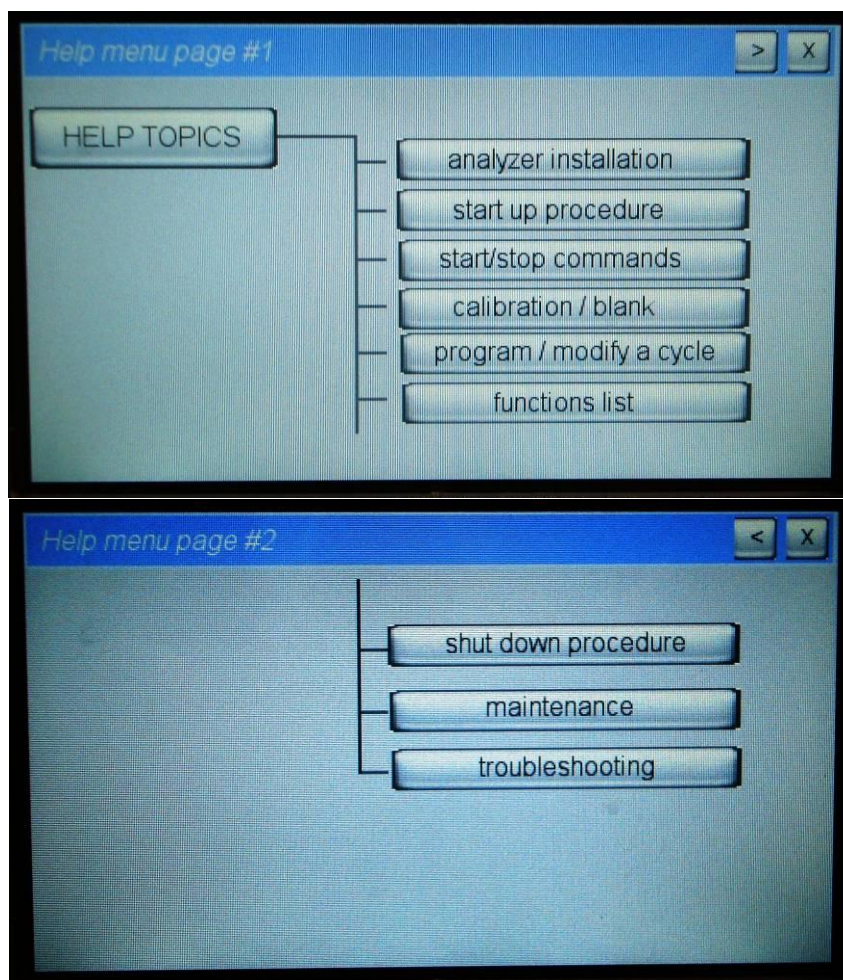 Help menu page #1
> X
HELP TOPICS
analyzer installation
start up procedure
start/stop commands
calibration / blank
program / modify a cycle
functions list
Help menu page #2
< X
shut down procedure
maintenance
troubleshooting